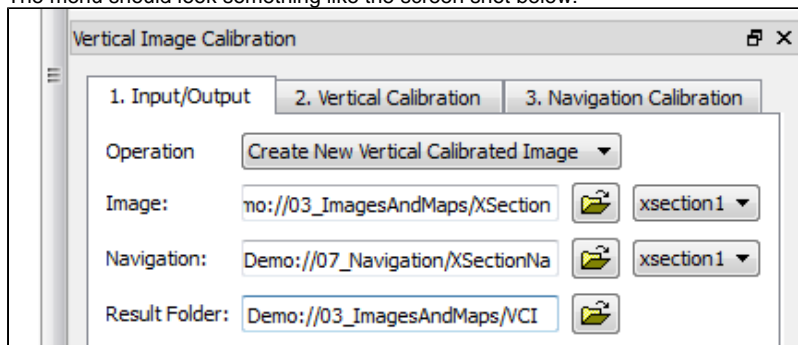 The menu should look something like the screen shot below.
Vertical Image Calibration
1. Input/Output 2. Vertical Calibration 3. Navigation Calibration
Operation Create New Vertical Calibrated Image
Image: mo://03_ImagesAndMaps/XSection xsection1
Navigation: Demo://07_Navigation/XSectionNa xsection1
Result Folder: Demo://03_ImagesAndMaps/VCI